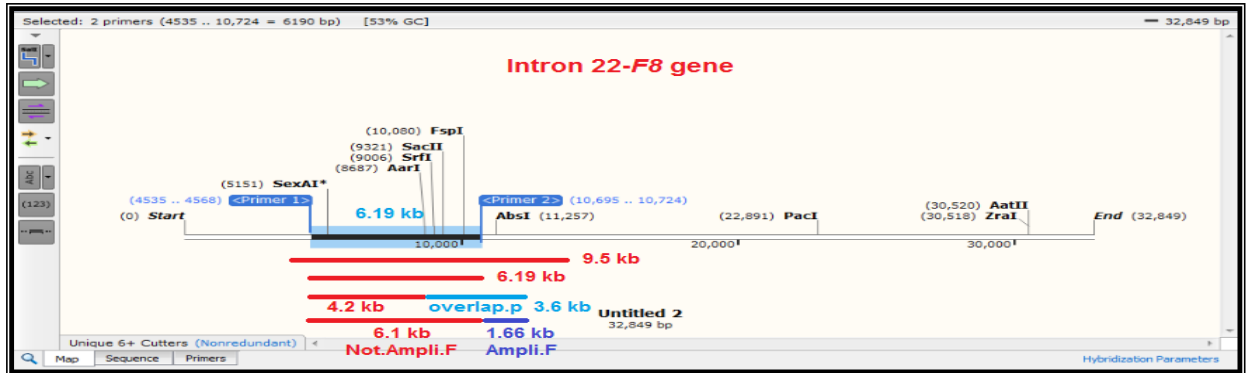 Selected: 2 primers (4535 .. 10,724 = 6190 bp) [53% GC] 32,849 bp
Intron 22-F8 gene
(10,080) FspI
(9321) SacII
(9006) SrfI
(8687) AarI
(5151) SexAI*
(4535 .. 4568) <Primer 1> 6.19 kb <Primer 2> (10,695 .. 10,724)
(30,520) AatII
(0) Start AbsI (11,257) (22,891) PacI (30,518) ZraI End (32,849)
10,000 20,000 30,000
9.5 kb
6.19 kb
4.2 kb overlap.p 3.6 kb
Untitled 2
32,849 bp
6.1 kb 1.66 kb
Not.Ampli.F Ampli.F
Abc
(123)
Unique 6+ Cutters (Nonredundant)
Map Sequence Primers Hybridization Parameters